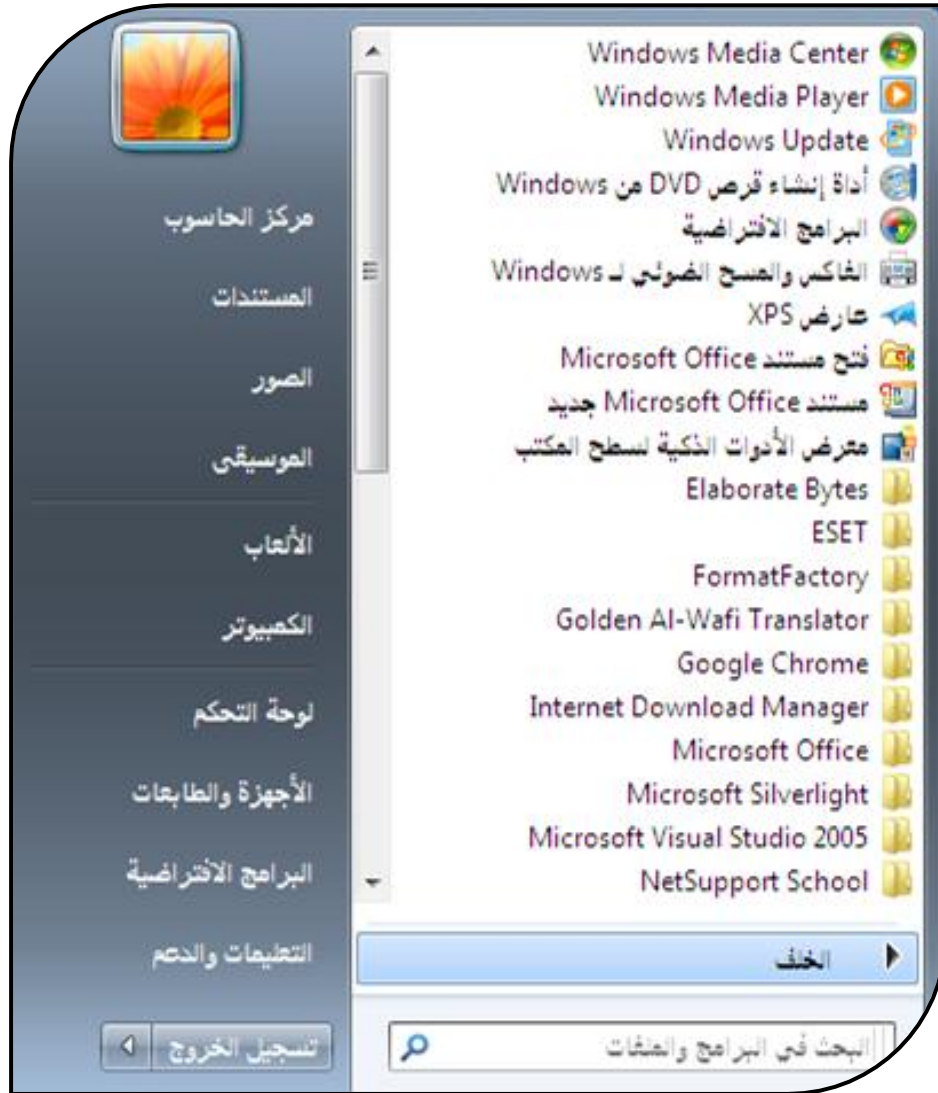 Windows Media Center
Windows Media Player
Windows Update
أداة إنشاء قرص DVD من Windows
البرامج الافتراضية
الفاكس والمسح الضوئي لـ Windows
عارض XPS
فتح مستند Microsoft Office
مستند Microsoft Office جديد
معرض الأدوات الذكية لسطح المكتب
Elaborate Bytes
ESET
FormatFactory
Golden Al-Wafi Translator
Google Chrome
Internet Download Manager
Microsoft Office
Microsoft Silverlight
Microsoft Visual Studio 2005
NetSupport School
الخلف
البحث في البرامج والملفات
مركز الحاسوب
المستندات
الصور
الموسيقى
الألعاب
الكمبيوتر
لوحة التحكم
الأجهزة والطابعات
البرامج الافتراضية
التعليمات والدعم
تسجيل الخروج